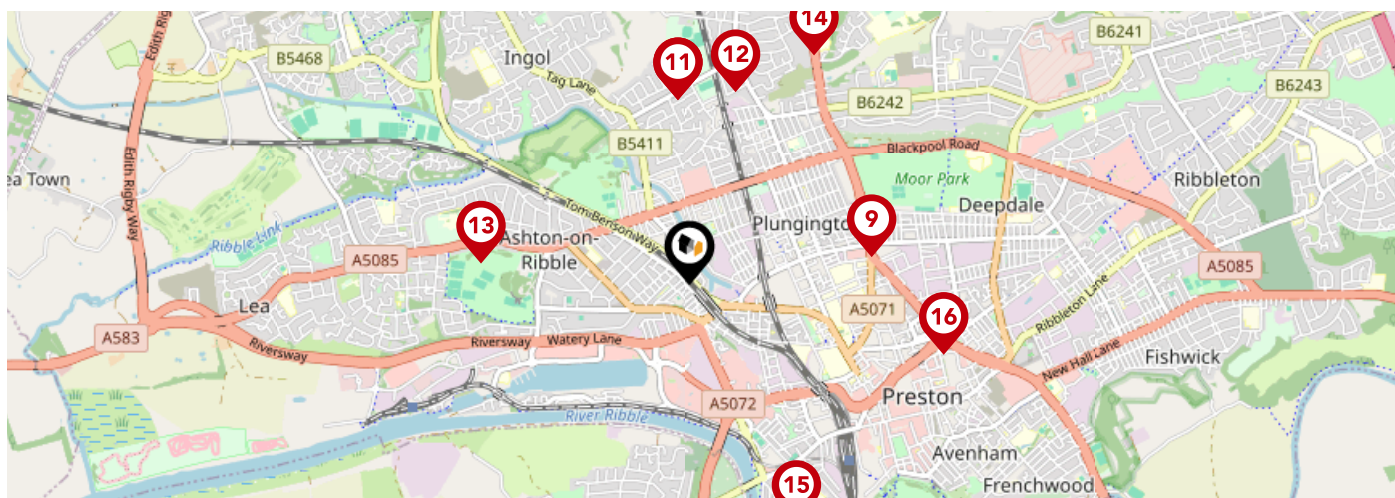 Edith Rig
14
B6241
B5468
Ingol
11
12
Tag Lane
B6243
B6242
B5411
Blackpool Road
ea Town
Edith Rigby Way
Moor Park
Ribbleton
Deepdale
Tom Benson Way
13
9
Plungingto
Ribble Link
Ashton-on-
Ribble
A5085
A5085
Lea
A5071
Ribbleton Lane
16
A583
Riversway
Riversway
Watery Lane
New Hall Lane
Fishwick
Preston
A5072
River Ribble
Avenham
15
Frenchwood